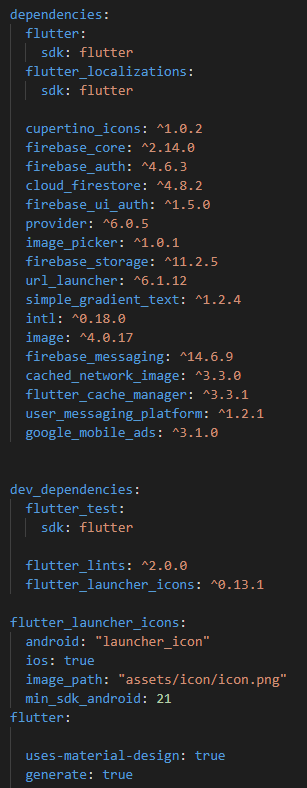 dependencies:
  flutter:
    sdk: flutter
  flutter_localizations:
    sdk: flutter

  cupertino_icons: ^1.0.2
  firebase_core: ^2.14.0
  firebase_auth: ^4.6.3
  cloud_firestore: ^4.8.2
  firebase_ui_auth: ^1.5.0
  provider: ^6.0.5
  image_picker: ^1.0.1
  firebase_storage: ^11.2.5
  url_launcher: ^6.1.12
  simple_gradient_text: ^1.2.4
  intl: ^0.18.0
  image: ^4.0.17
  firebase_messaging: ^14.6.9
  cached_network_image: ^3.3.0
  flutter_cache_manager: ^3.3.1
  user_messaging_platform: ^1.2.1
  google_mobile_ads: ^3.1.0


dev_dependencies:
  flutter_test:
    sdk: flutter

  flutter_lints: ^2.0.0
  flutter_launcher_icons: ^0.13.1

flutter_launcher_icons:
  android: "launcher_icon"
  ios: true
  image_path: "assets/icon/icon.png"
  min_sdk_android: 21
flutter:

  uses-material-design: true
  generate: true